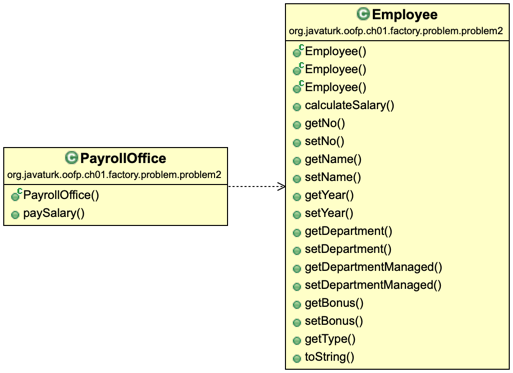 PayrollOffice
org.javaturk.oofp.ch01.factory.problem.problem2
PayrollOffice()
paySalary()
Employee
org.javaturk.oofp.ch01.factory.problem.problem2
Employee()
Employee()
Employee()
calculateSalary()
getNo()
setNo()
getName()
setName()
getYear()
setYear()
getDepartment()
setDepartment()
getDepartmentManaged()
setDepartmentManaged()
getBonus()
setBonus()
getType()
toString()